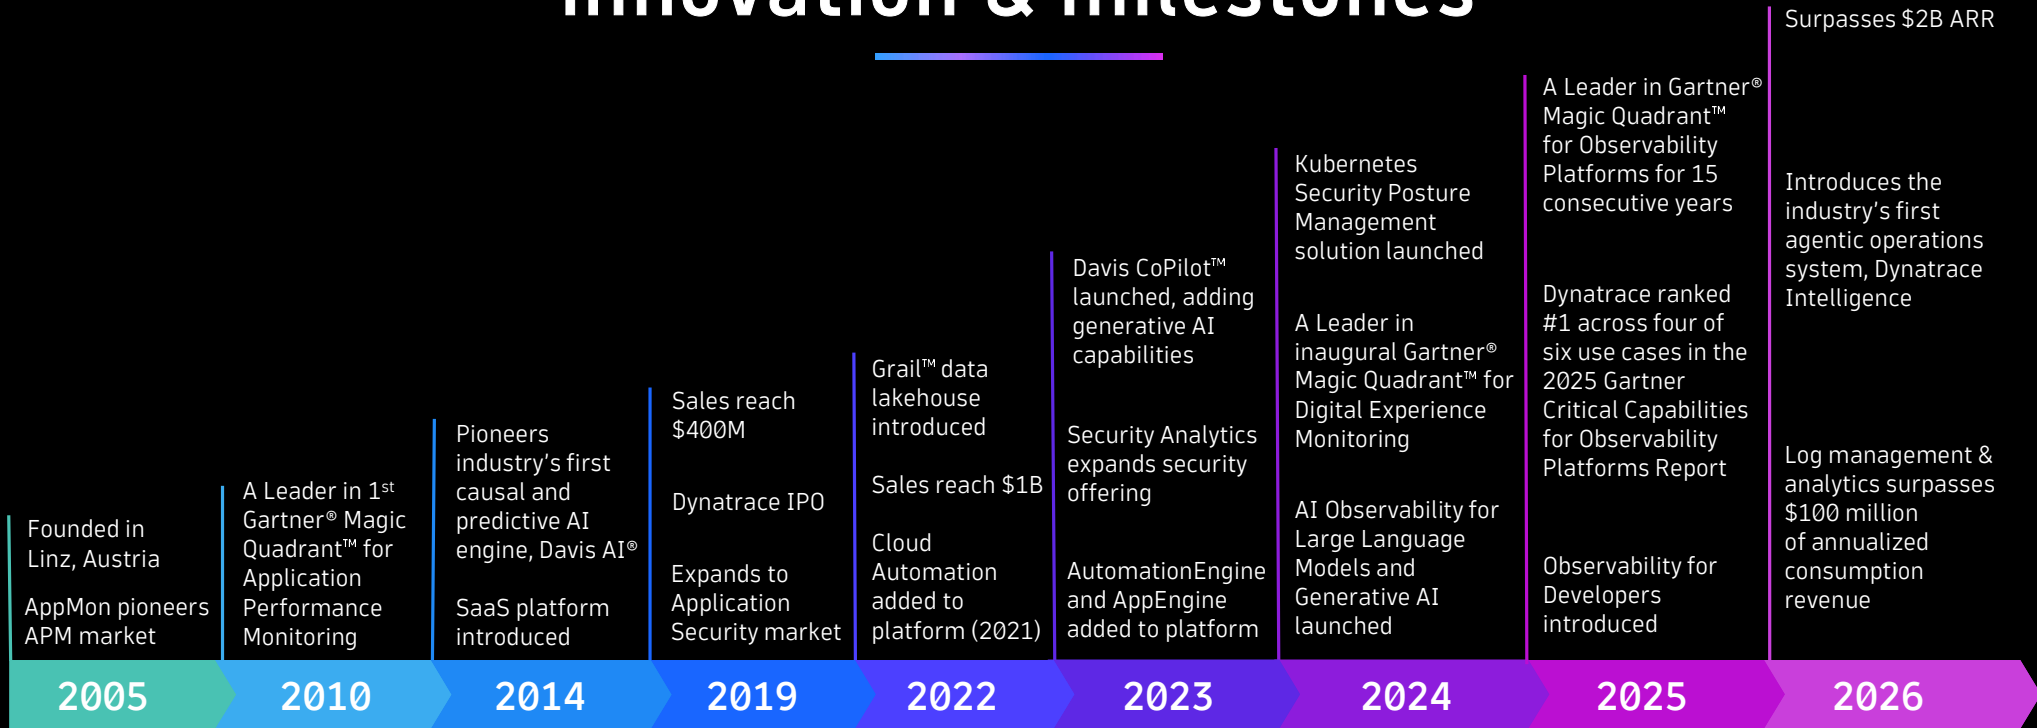 Innovation & milestones
Founded in
Linz, Austria
AppMon pioneers
APM market
2005
A Leader in 1st
Gartner® Magic
Quadrant™ for
Application
Performance
Monitoring
2010
Pioneers
industry's first
causal and
predictive AI
engine, Davis AI®
SaaS platform
introduced
2014
Sales reach
$400M
Dynatrace IPO
Expands to
Application
Security market
2019
Grail™ data
lakehouse
introduced
Sales reach $1B
Cloud
Automation
added to
platform (2021)
2022
Davis CoPilot™
launched, adding
generative AI
capabilities
Security Analytics
expands security
offering
AutomationEngine
and AppEngine
added to platform
2023
Kubernetes
Security Posture
Management
solution launched
A Leader in
inaugural Gartner®
Magic Quadrant™ for
Digital Experience
Monitoring
AI Observability for
Large Language
Models and
Generative AI
launched
2024
A Leader in Gartner®
Magic Quadrant™
for Observability
Platforms for 15
consecutive years
Dynatrace ranked
#1 across four of
six use cases in the
2025 Gartner
Critical Capabilities
for Observability
Platforms Report
Observability for
Developers
introduced
2025
Surpasses $2B ARR
Introduces the
industry's first
agentic operations
system, Dynatrace
Intelligence
Log management &
analytics surpasses
$100 million
of annualized
consumption
revenue
2026